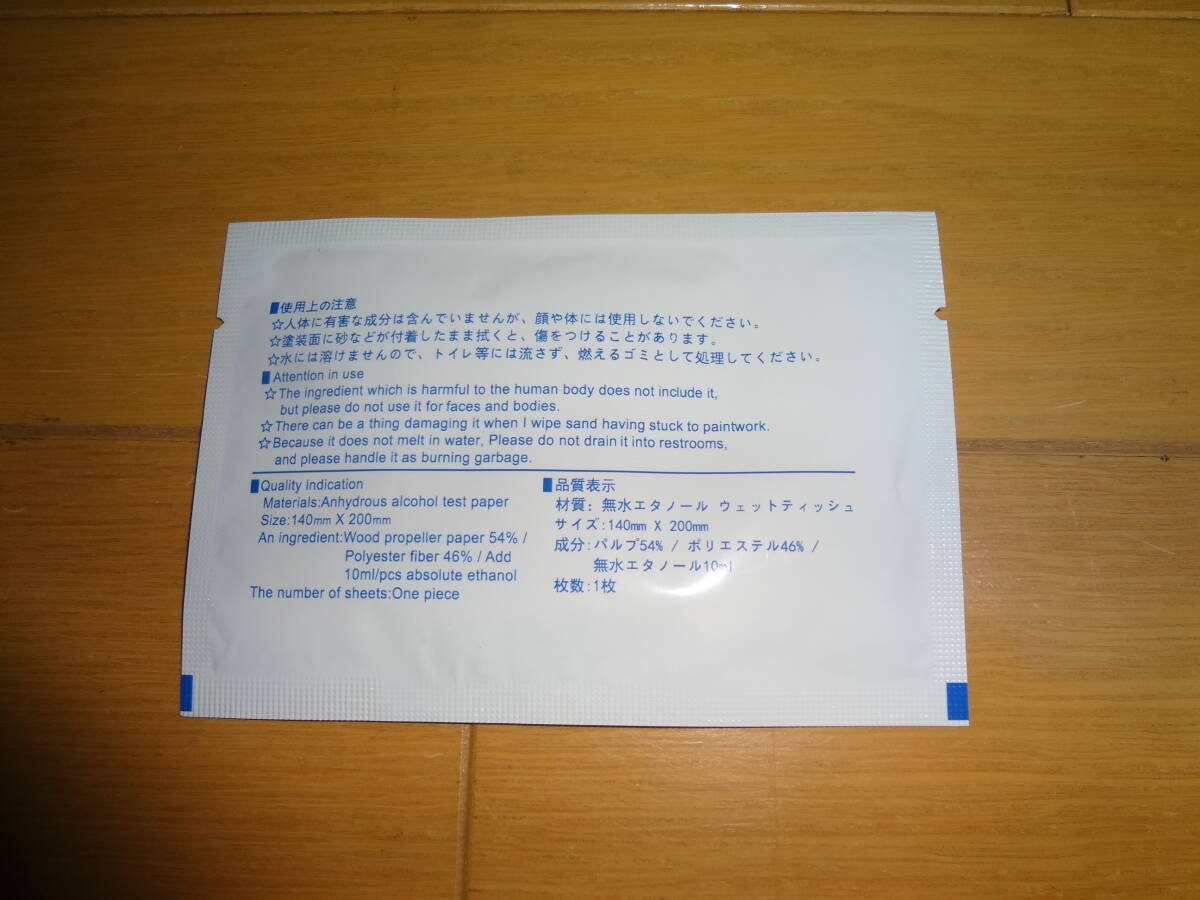 ■使用上の注意
☆人体に有害な成分は含んでいませんが、顔や体には使用しないでください。
☆塗装面に砂などが付着したまま拭くと、傷をつけることがあります。
☆水には溶けませんので、トイレ等には流さず、燃えるゴミとして処理してください。
■Attention in use
☆The ingredient which is harmful to the human body does not include it,
but please do not use it for faces and bodies.
☆There can be a thing damaging it when I wipe sand having stuck to paintwork.
☆Because it does not melt in water, Please do not drain it into restrooms,
and please handle it as burning garbage.
■Quality indication
Materials:Anhydrous alcohol test paper
Size:140mm X 200mm
An ingredient:Wood propeller paper 54% /
Polyester fiber 46% / Add
10ml/pcs absolute ethanol
The number of sheets:One piece
■品質表示
材質: 無水エタノール ウェットティッシュ
サイズ:140mm X 200mm
成分:パルプ54% / ポリエステル46% /
無水エタノール10ml
枚数:1枚